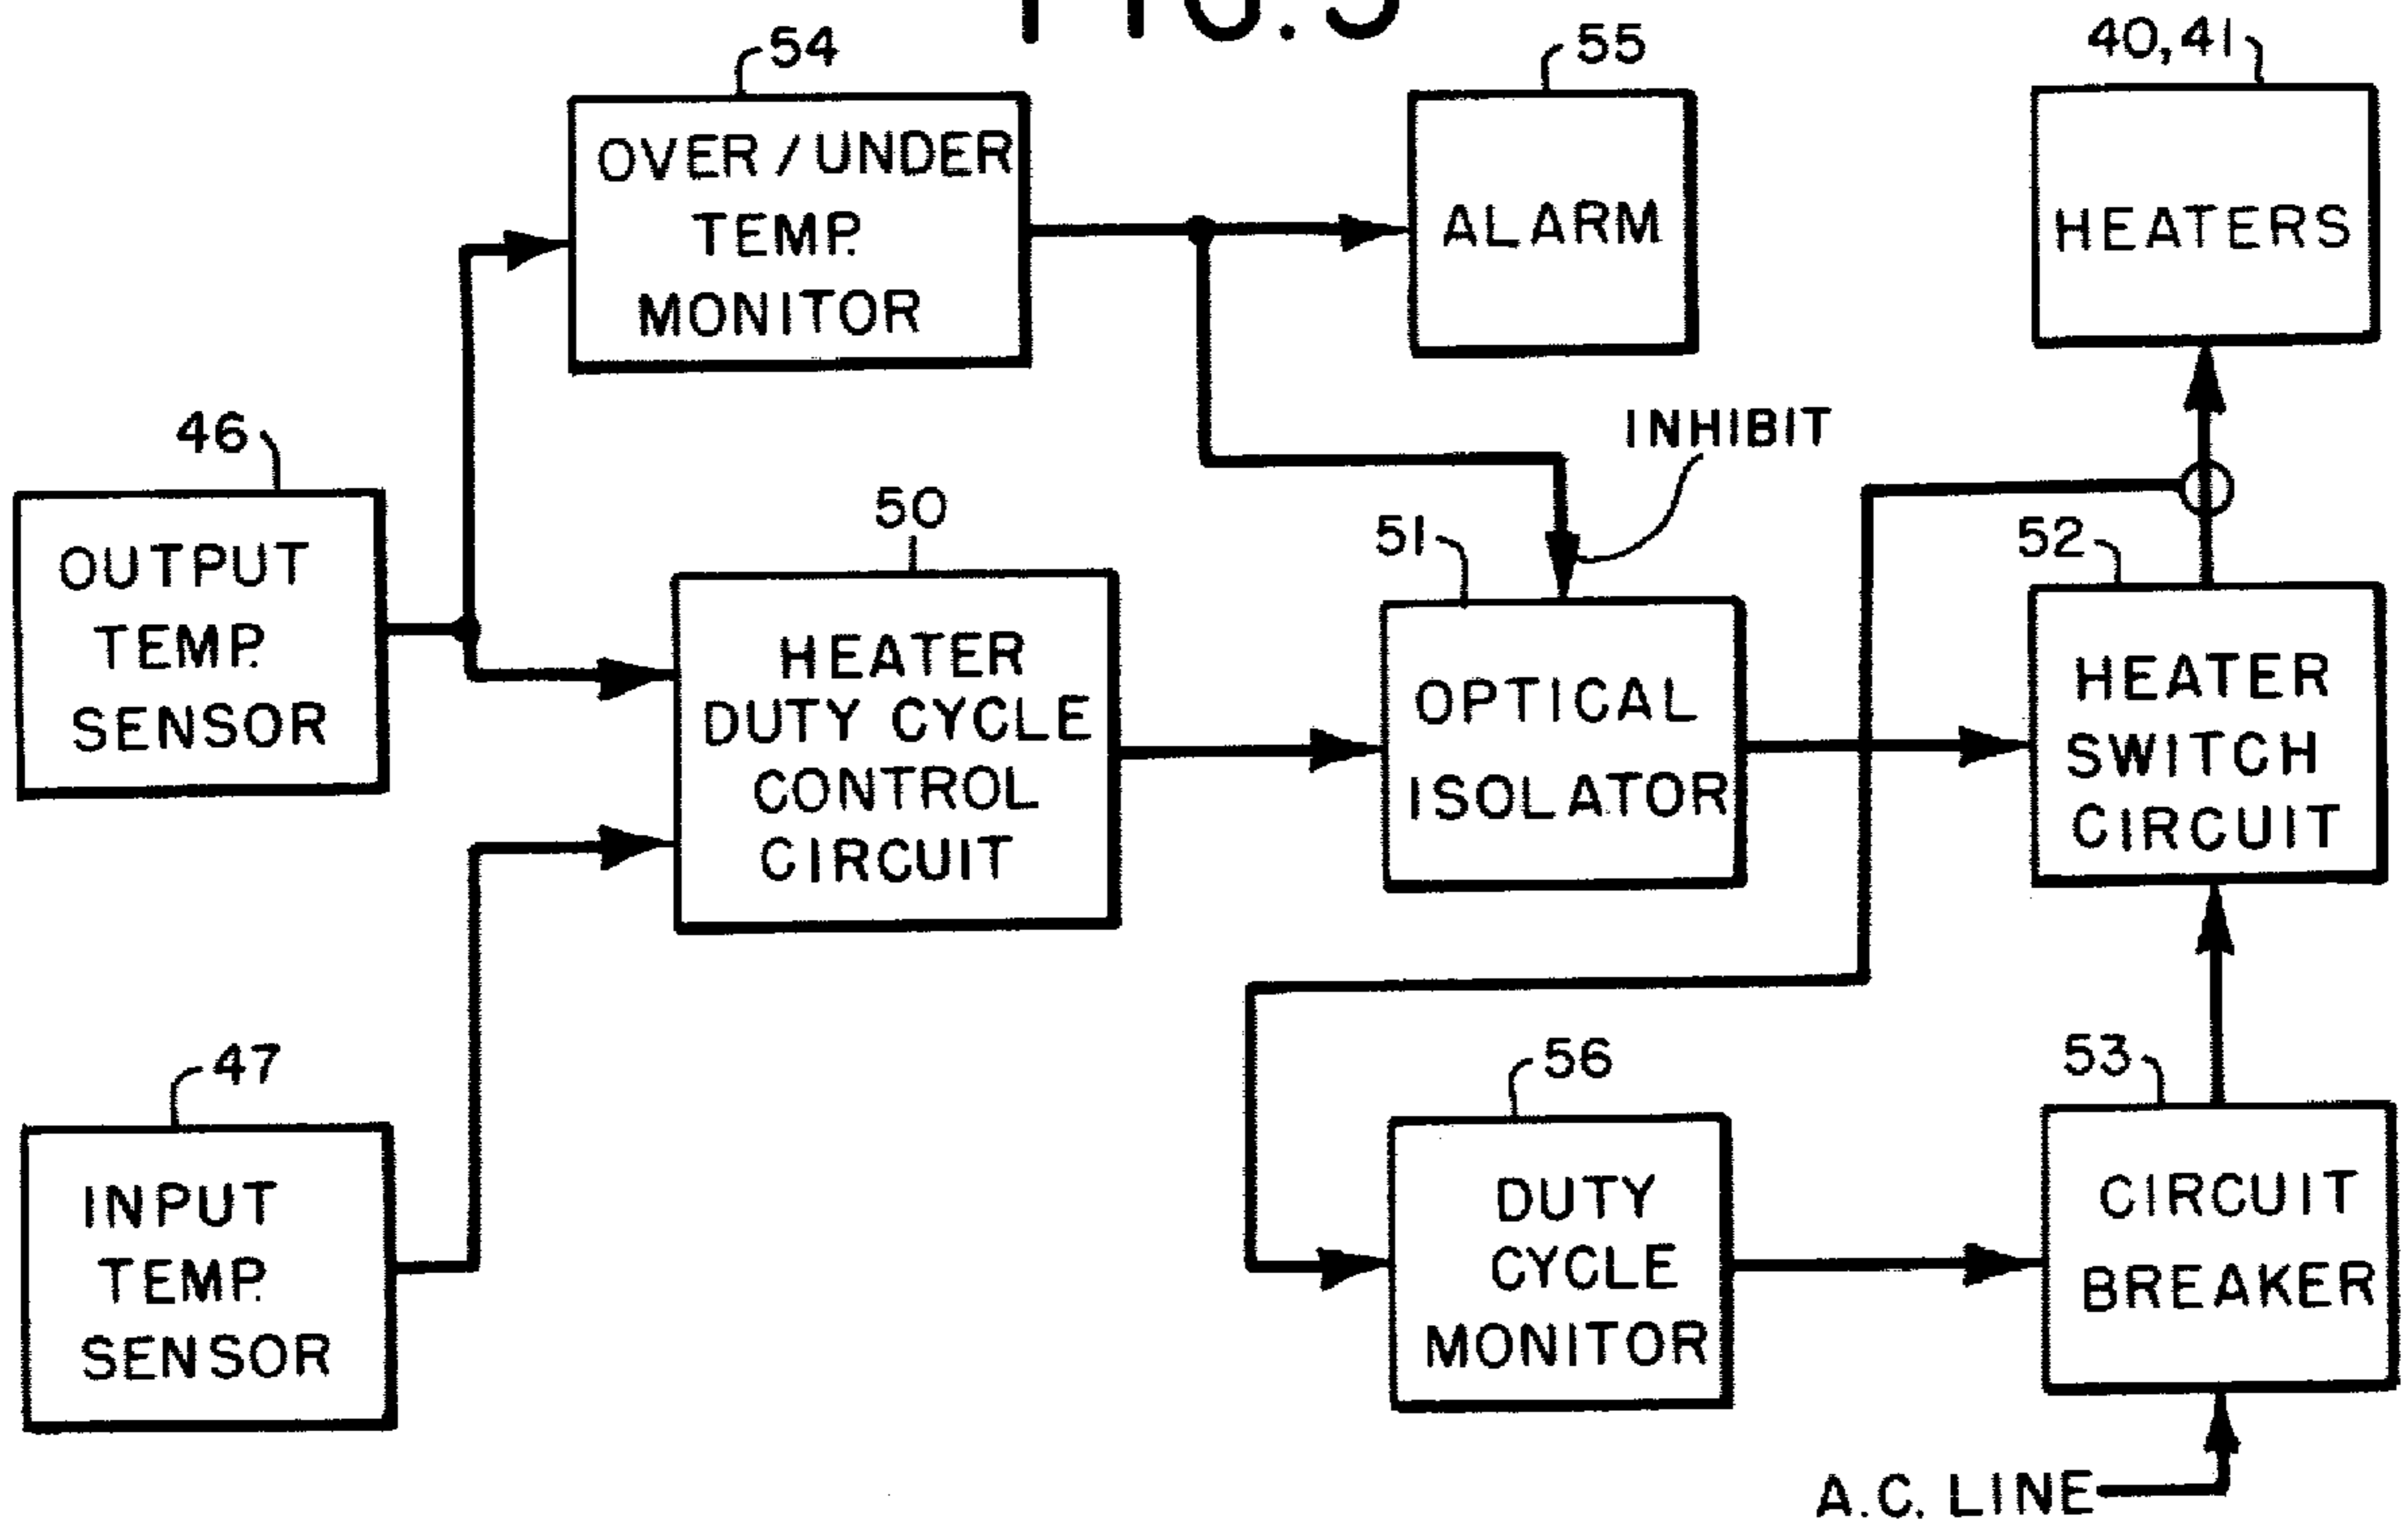 FIG. 5
54
55
40,41
OVER / UNDER
TEMP.
MONITOR
ALARM
HEATERS
46
INHIBIT
50
51
52
OUTPUT
TEMP.
SENSOR
HEATER
DUTY CYCLE
CONTROL
CIRCUIT
OPTICAL
ISOLATOR
HEATER
SWITCH
CIRCUIT
47
56
53
INPUT
TEMP.
SENSOR
DUTY
CYCLE
MONITOR
CIRCUIT
BREAKER
A.C. LINE